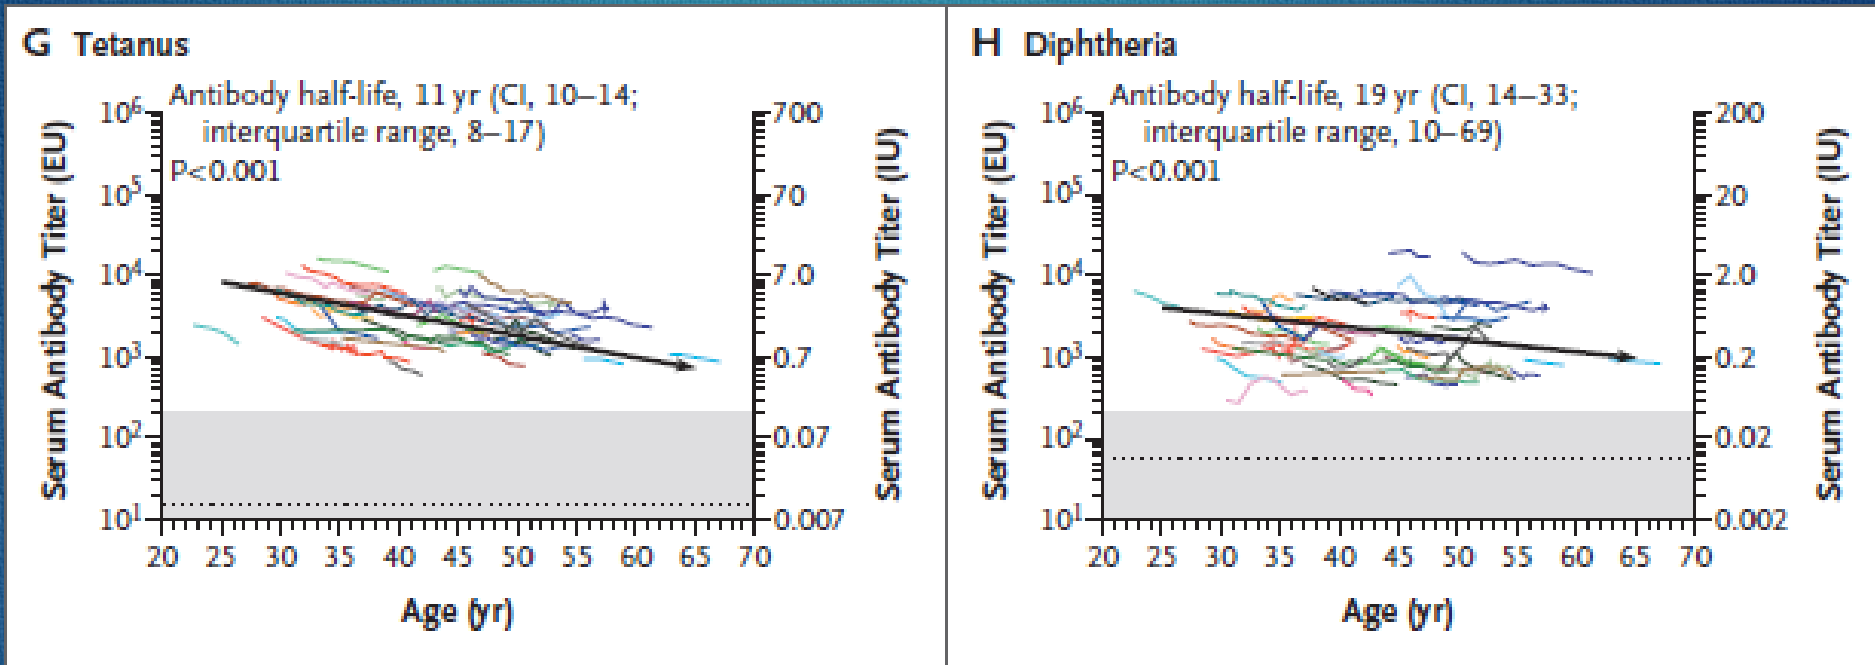 G Tetanus
Antibody half-life, 11 yr (CI, 10–14;
interquartile range, 8–17)
P<0.001
Serum Antibody Titer (EU)
10⁶
10⁵
10⁴
10³
10²
10¹
700
70
7.0
0.7
0.07
0.007
Serum Antibody Titer (IU)
20 25 30 35 40 45 50 55 60 65 70
Age (yr)
H Diphtheria
Antibody half-life, 19 yr (CI, 14–33;
interquartile range, 10–69)
P<0.001
Serum Antibody Titer (EU)
10⁶
10⁵
10⁴
10³
10²
10¹
200
20
2.0
0.2
0.02
0.002
Serum Antibody Titer (IU)
20 25 30 35 40 45 50 55 60 65 70
Age (yr)